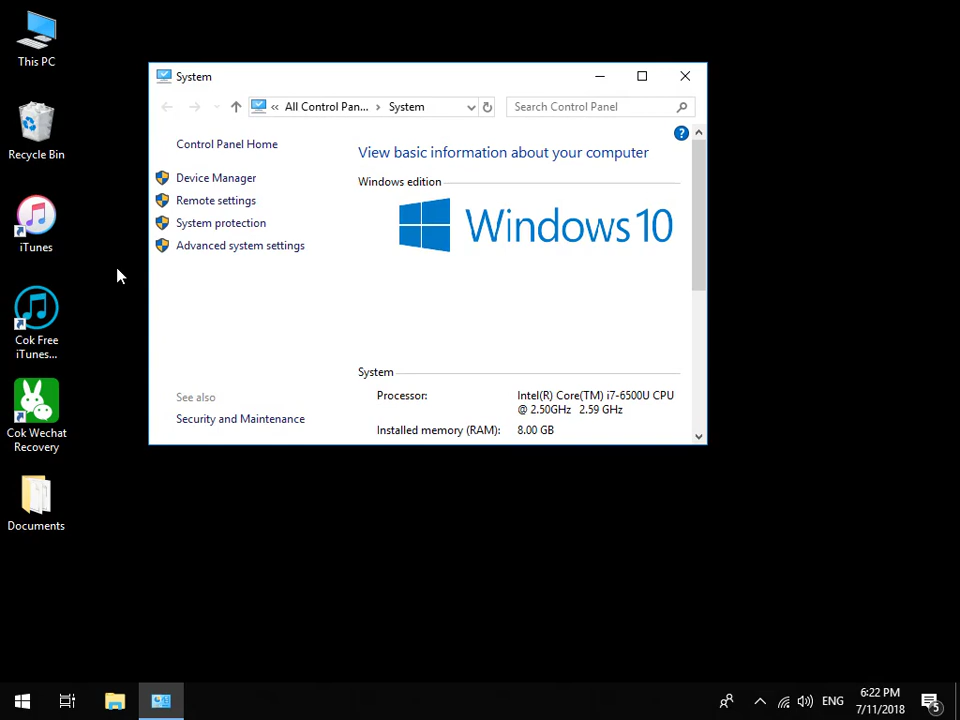 This PC
Recycle Bin
iTunes
Cok Free
iTunes...
Cok Wechat
Recovery
Documents
System
« All Control Pan... › System
Search Control Panel
Control Panel Home
Device Manager
Remote settings
System protection
Advanced system settings
See also
Security and Maintenance
?
View basic information about your computer
Windows edition
Windows 10
System
Processor: Intel(R) Core(TM) i7-6500U CPU
@ 2.50GHz 2.59 GHz
Installed memory (RAM): 8.00 GB
ENG
6:22 PM
7/11/2018
5